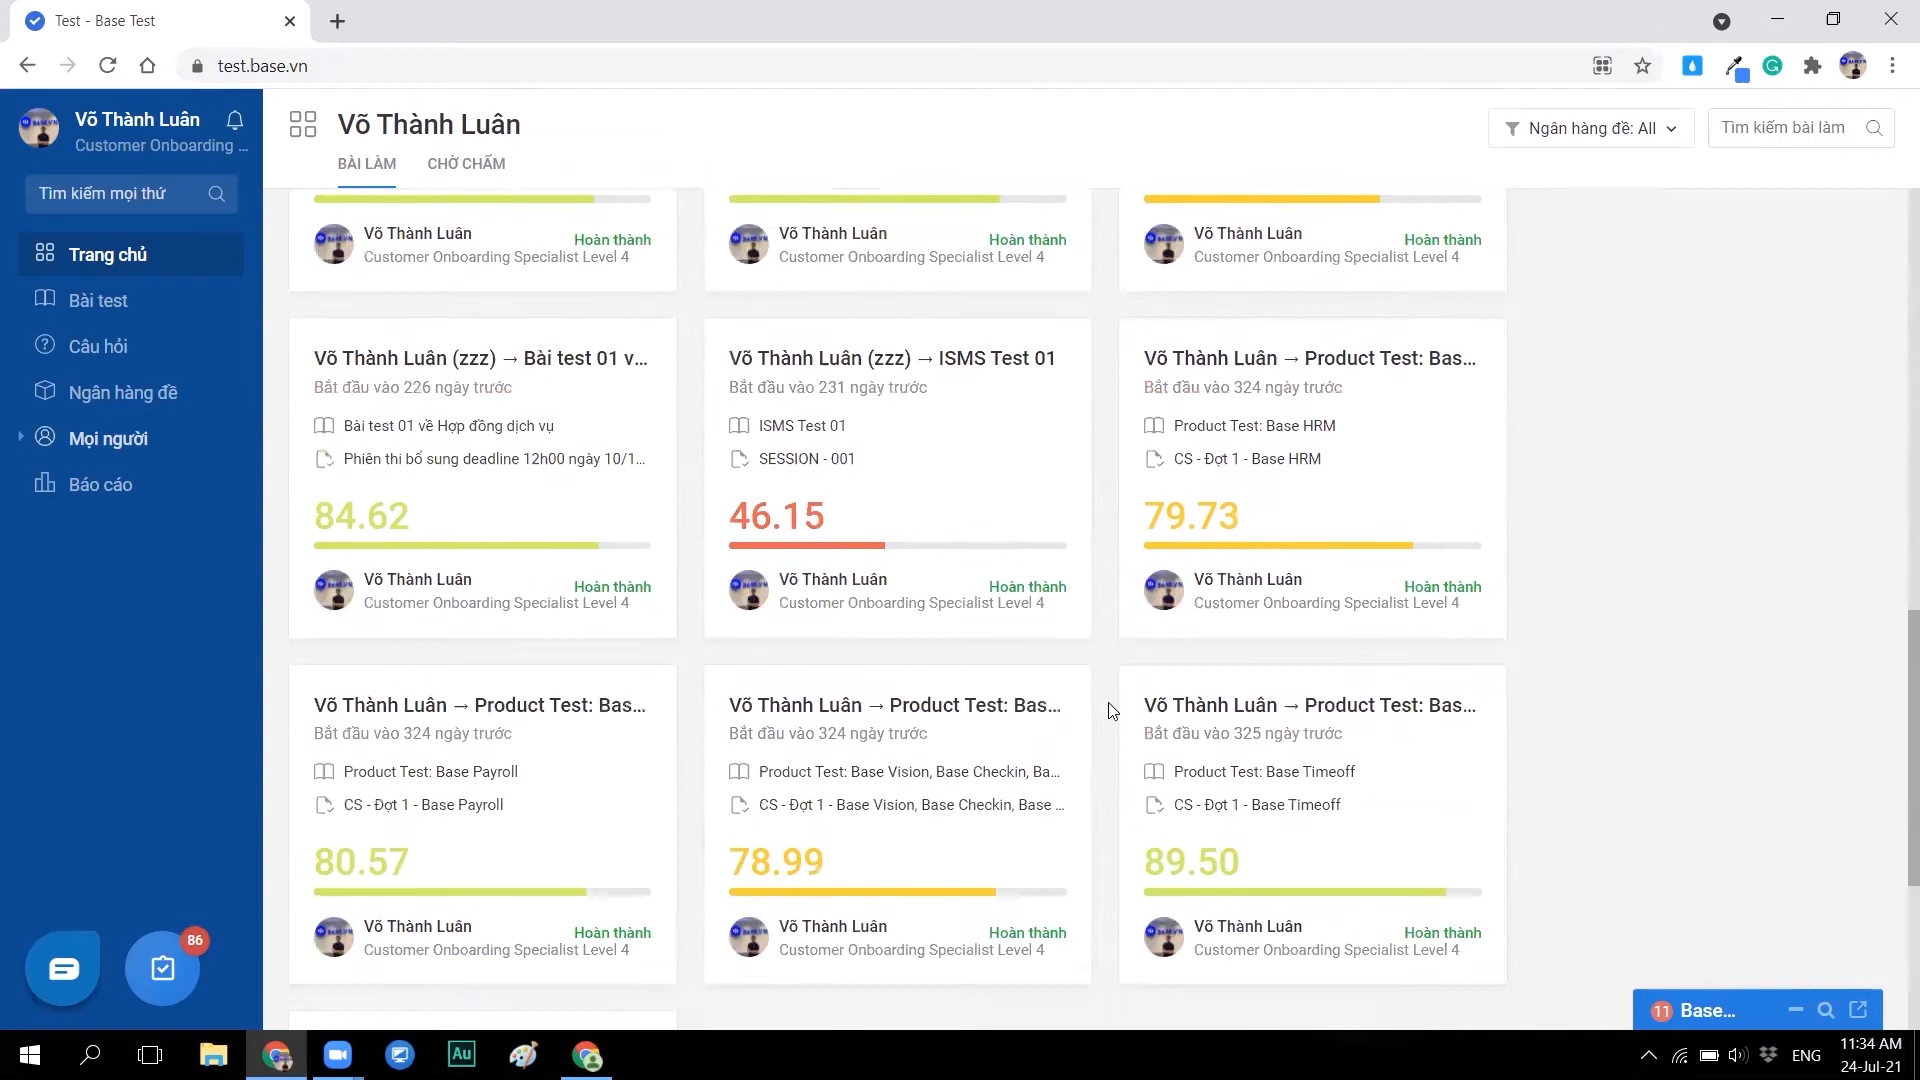 Test - Base Test
test.base.vn
Võ Thành Luân
Customer Onboarding ...
Tìm kiếm mọi thứ
Trang chủ
Bài test
Câu hỏi
Ngân hàng đề
Mọi người
Báo cáo
86
Võ Thành Luân
BÀI LÀM
CHỜ CHẤM
Ngân hàng đề: All
Tìm kiếm bài làm
Võ Thành Luân
Hoàn thành
Customer Onboarding Specialist Level 4
Võ Thành Luân
Hoàn thành
Customer Onboarding Specialist Level 4
Võ Thành Luân
Hoàn thành
Customer Onboarding Specialist Level 4
Võ Thành Luân (zzz) → Bài test 01 v...
Bắt đầu vào 226 ngày trước
Bài test 01 về Hợp đồng dịch vụ
Phiên thi bổ sung deadline 12h00 ngày 10/1...
84.62
Võ Thành Luân
Hoàn thành
Customer Onboarding Specialist Level 4
Võ Thành Luân (zzz) → ISMS Test 01
Bắt đầu vào 231 ngày trước
ISMS Test 01
SESSION - 001
46.15
Võ Thành Luân
Hoàn thành
Customer Onboarding Specialist Level 4
Võ Thành Luân → Product Test: Bas...
Bắt đầu vào 324 ngày trước
Product Test: Base HRM
CS - Đợt 1 - Base HRM
79.73
Võ Thành Luân
Hoàn thành
Customer Onboarding Specialist Level 4
Võ Thành Luân → Product Test: Bas...
Bắt đầu vào 324 ngày trước
Product Test: Base Payroll
CS - Đợt 1 - Base Payroll
80.57
Võ Thành Luân
Hoàn thành
Customer Onboarding Specialist Level 4
Võ Thành Luân → Product Test: Bas...
Bắt đầu vào 324 ngày trước
Product Test: Base Vision, Base Checkin, Ba...
CS - Đợt 1 - Base Vision, Base Checkin, Base ...
78.99
Võ Thành Luân
Hoàn thành
Customer Onboarding Specialist Level 4
Võ Thành Luân → Product Test: Bas...
Bắt đầu vào 325 ngày trước
Product Test: Base Timeoff
CS - Đợt 1 - Base Timeoff
89.50
Võ Thành Luân
Hoàn thành
Customer Onboarding Specialist Level 4
11 Base...
Au
ENG
11:34 AM
24-Jul-21